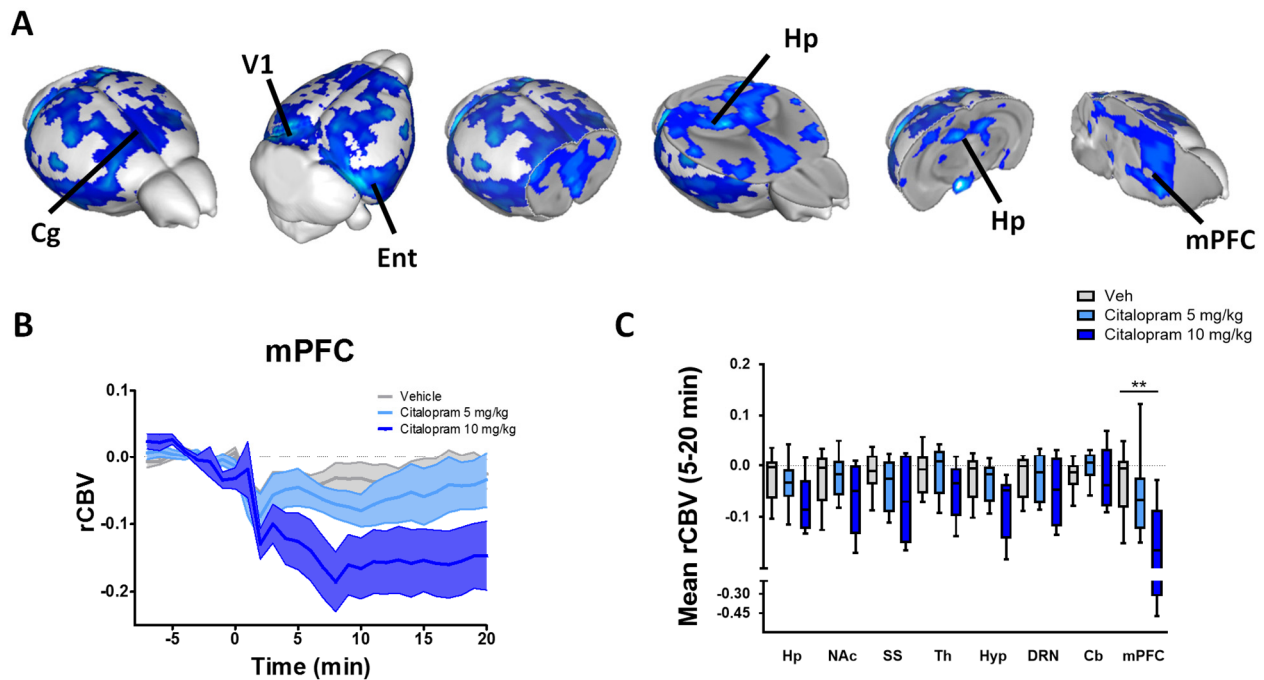 A
V1
Hp
Cg
Ent
Hp
mPFC
B
mPFC
Vehicle
Citalopram 5 mg/kg
Citalopram 10 mg/kg
rCBV
0.1
0.0
-0.1
-0.2
-5 0 5 10 15 20
Time (min)
C
Veh
Citalopram 5 mg/kg
Citalopram 10 mg/kg
Mean rCBV (5-20 min)
0.2
0.1
0.0
-0.1
-0.30
-0.45
**
Hp NAc SS Th Hyp DRN Cb mPFC